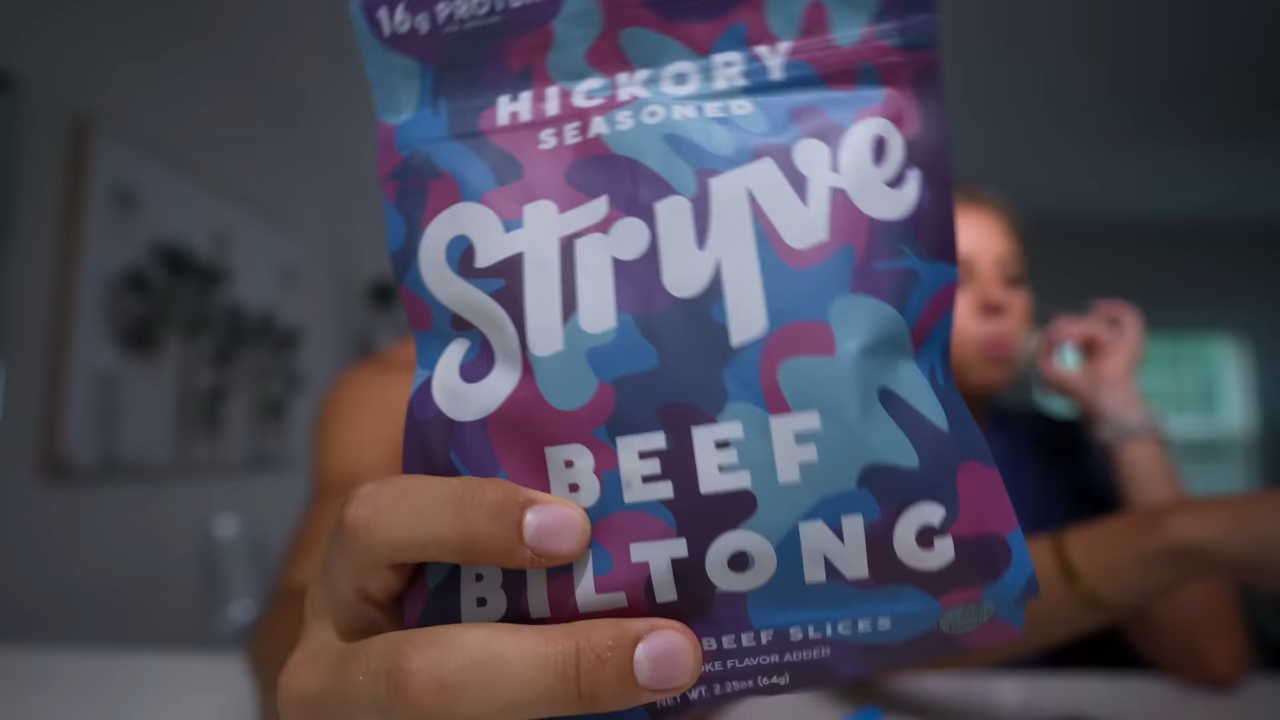 16g PROTEIN
HICKORY
SEASONED
Stryve
BEEF
BILTONG
BEEF SLICES
FLAVOR ADDED
NET WT. 2.25oz (64g)